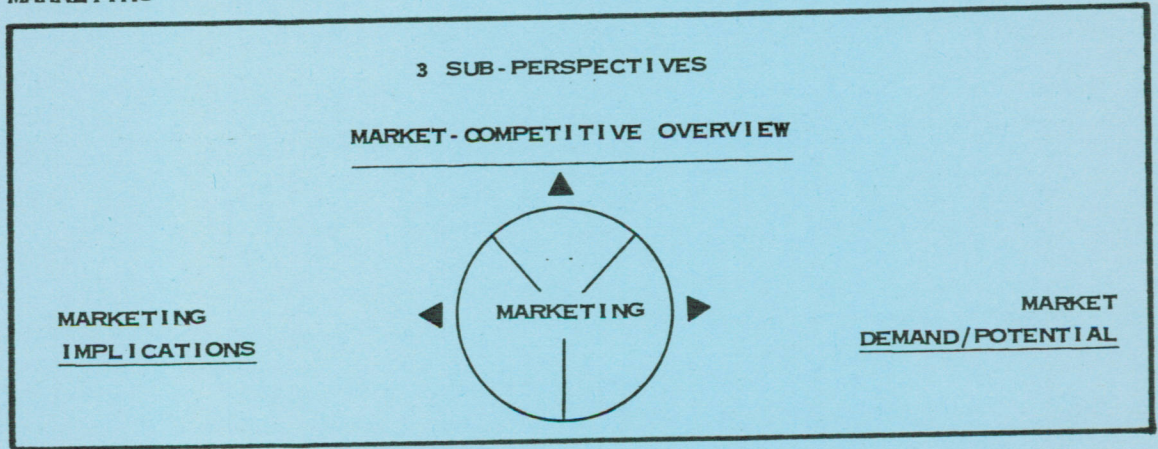 3 SUB-PERSPECTIVES
MARKET-COMPETITIVE OVERVIEW
MARKETING
MARKETING
IMPLICATIONS
MARKET
DEMAND/POTENTIAL